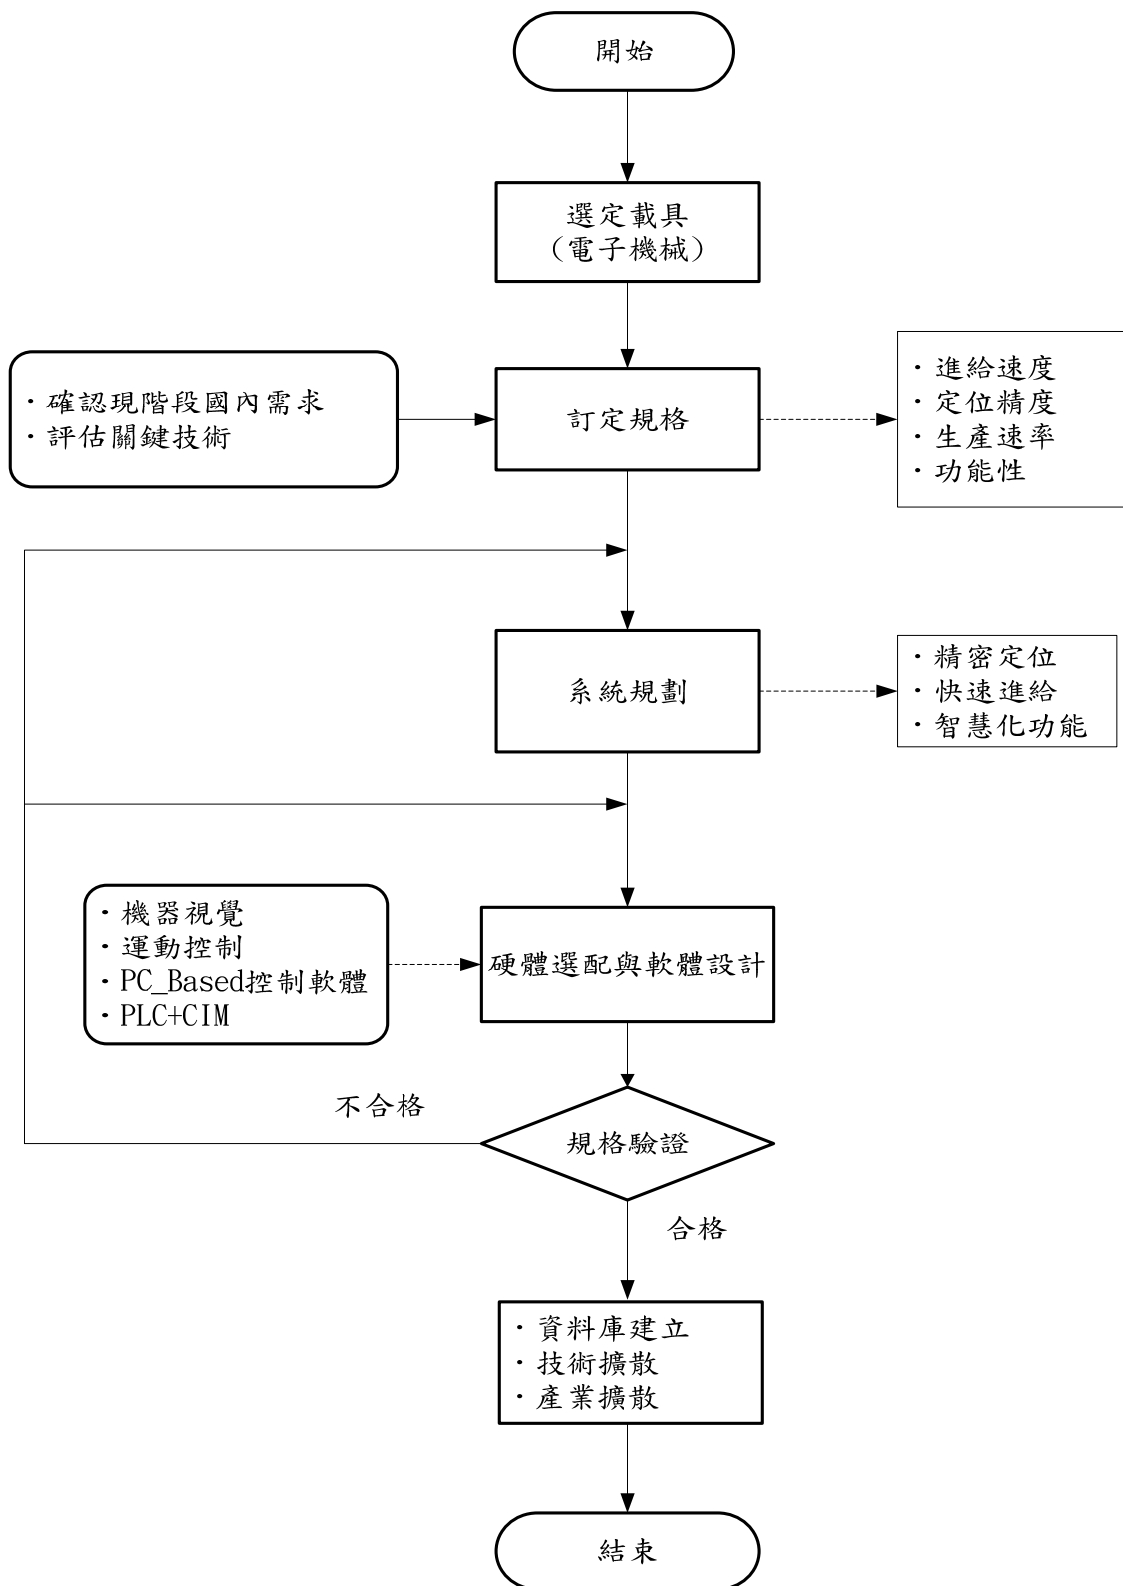 開始
選定載具
（電子機械）
・確認現階段國內需求
・評估關鍵技術
訂定規格
・進給速度
・定位精度
・生產速率
・功能性
系統規劃
・精密定位
・快速進給
・智慧化功能
・機器視覺
・運動控制
・PC_Based控制軟體
・PLC+CIM
硬體選配與軟體設計
不合格
規格驗證
合格
・資料庫建立
・技術擴散
・產業擴散
結束